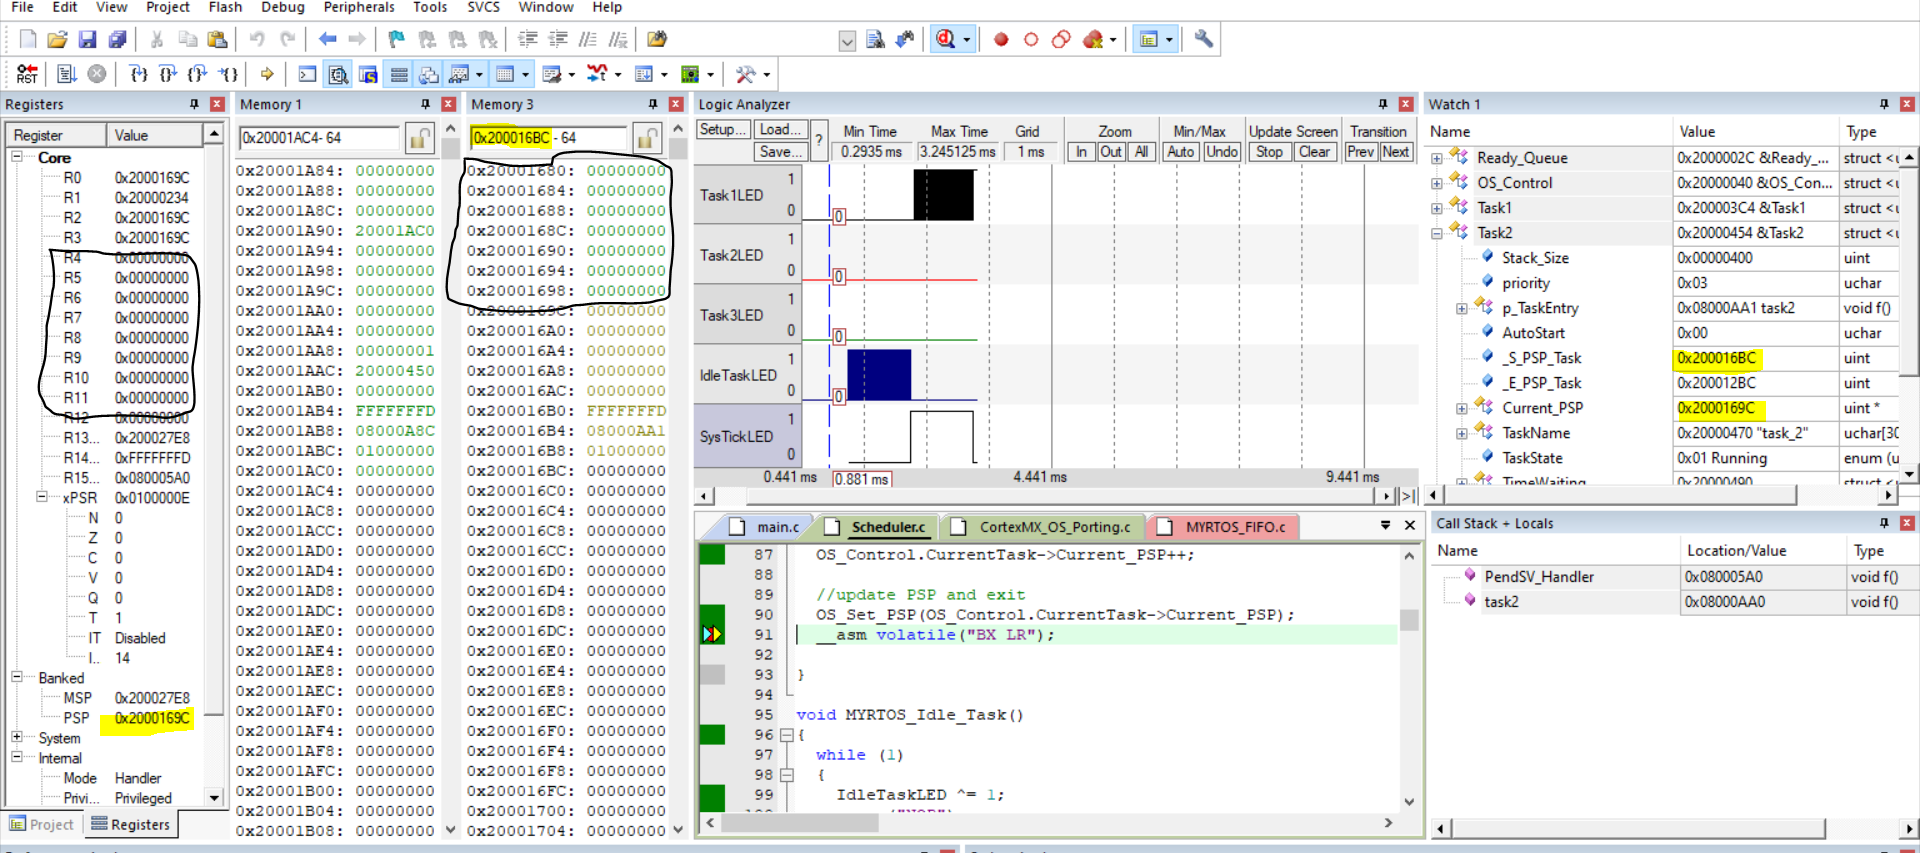 File Edit View Project Flash Debug Peripherals Tools SVCS Window Help
Registers
Register Value
Core
R0 0x2000169C
R1 0x20000234
R2 0x2000169C
R3 0x2000169C
R4 0x00000000
R5 0x00000000
R6 0x00000000
R7 0x00000000
R8 0x00000000
R9 0x00000000
R10 0x00000000
R11 0x00000000
R12 0x00000000
R13... 0x200027E8
R14... 0xFFFFFFFD
R15... 0x080005A0
xPSR 0x0100000E
N 0
Z 0
C 0
V 0
Q 0
T 1
IT Disabled
I.. 14
Banked
MSP 0x200027E8
PSP 0x2000169C
System
Internal
Mode Handler
Privi... Privileged
Project Registers
Memory 1
0x20001AC4- 64
0x20001A84: 00000000
0x20001A88: 00000000
0x20001A8C: 00000000
0x20001A90: 20001AC0
0x20001A94: 00000000
0x20001A98: 00000000
0x20001A9C: 00000000
0x20001AA0: 00000000
0x20001AA4: 00000000
0x20001AA8: 00000001
0x20001AAC: 20000450
0x20001AB0: 00000000
0x20001AB4: FFFFFFFD
0x20001AB8: 08000A8C
0x20001ABC: 01000000
0x20001AC0: 00000000
0x20001AC4: 00000000
0x20001AC8: 00000000
0x20001ACC: 00000000
0x20001AD0: 00000000
0x20001AD4: 00000000
0x20001AD8: 00000000
0x20001ADC: 00000000
0x20001AE0: 00000000
0x20001AE4: 00000000
0x20001AE8: 00000000
0x20001AEC: 00000000
0x20001AF0: 00000000
0x20001AF4: 00000000
0x20001AF8: 00000000
0x20001AFC: 00000000
0x20001B00: 00000000
0x20001B04: 00000000
0x20001B08: 00000000
Memory 3
0x200016BC - 64
0x20001680: 00000000
0x20001684: 00000000
0x20001688: 00000000
0x2000168C: 00000000
0x20001690: 00000000
0x20001694: 00000000
0x20001698: 00000000
0x2000169C: 00000000
0x200016A0: 00000000
0x200016A4: 00000000
0x200016A8: 00000000
0x200016AC: 00000000
0x200016B0: FFFFFFFD
0x200016B4: 08000AA1
0x200016B8: 01000000
0x200016BC: 00000000
0x200016C0: 00000000
0x200016C4: 00000000
0x200016C8: 00000000
0x200016CC: 00000000
0x200016D0: 00000000
0x200016D4: 00000000
0x200016D8: 00000000
0x200016DC: 00000000
0x200016E0: 00000000
0x200016E4: 00000000
0x200016E8: 00000000
0x200016EC: 00000000
0x200016F0: 00000000
0x200016F4: 00000000
0x200016F8: 00000000
0x200016FC: 00000000
0x20001700: 00000000
0x20001704: 00000000
Logic Analyzer
Setup... Load... ? Min Time Max Time Grid Zoom Min/Max Update Screen Transition
Save... 0.2935 ms 3.245125 ms 1 ms In Out All Auto Undo Stop Clear Prev Next
Task1LED 1 0 0
Task2LED 1 0 0
Task3LED 1 0 0
IdleTaskLED 1 0 0
SysTickLED 1 0
0.441 ms 0.881 ms 4.441 ms 9.441 ms
main.c Scheduler.c CortexMX_OS_Porting.c MYRTOS_FIFO.c
87 OS_Control.CurrentTask->Current_PSP++;
88
89 //update PSP and exit
90 OS_Set_PSP(OS_Control.CurrentTask->Current_PSP);
91 __asm volatile("BX LR");
92
93 }
94
95 void MYRTOS_Idle_Task()
96 {
97 while (1)
98 {
99 IdleTaskLED ^= 1;
Watch 1
Name Value Type
Ready_Queue 0x2000002C &Ready_... struct <u
OS_Control 0x20000040 &OS_Con... struct <u
Task1 0x200003C4 &Task1 struct <u
Task2 0x20000454 &Task2 struct <u
Stack_Size 0x00000400 uint
priority 0x03 uchar
p_TaskEntry 0x08000AA1 task2 void f()
AutoStart 0x00 uchar
_S_PSP_Task 0x200016BC uint
_E_PSP_Task 0x200012BC uint
Current_PSP 0x2000169C uint *
TaskName 0x20000470 "task_2" uchar[30
TaskState 0x01 Running enum (u
TimeWaiting 0x20000490 struct <u
Call Stack + Locals
Name Location/Value Type
PendSV_Handler 0x080005A0 void f()
task2 0x08000AA0 void f()